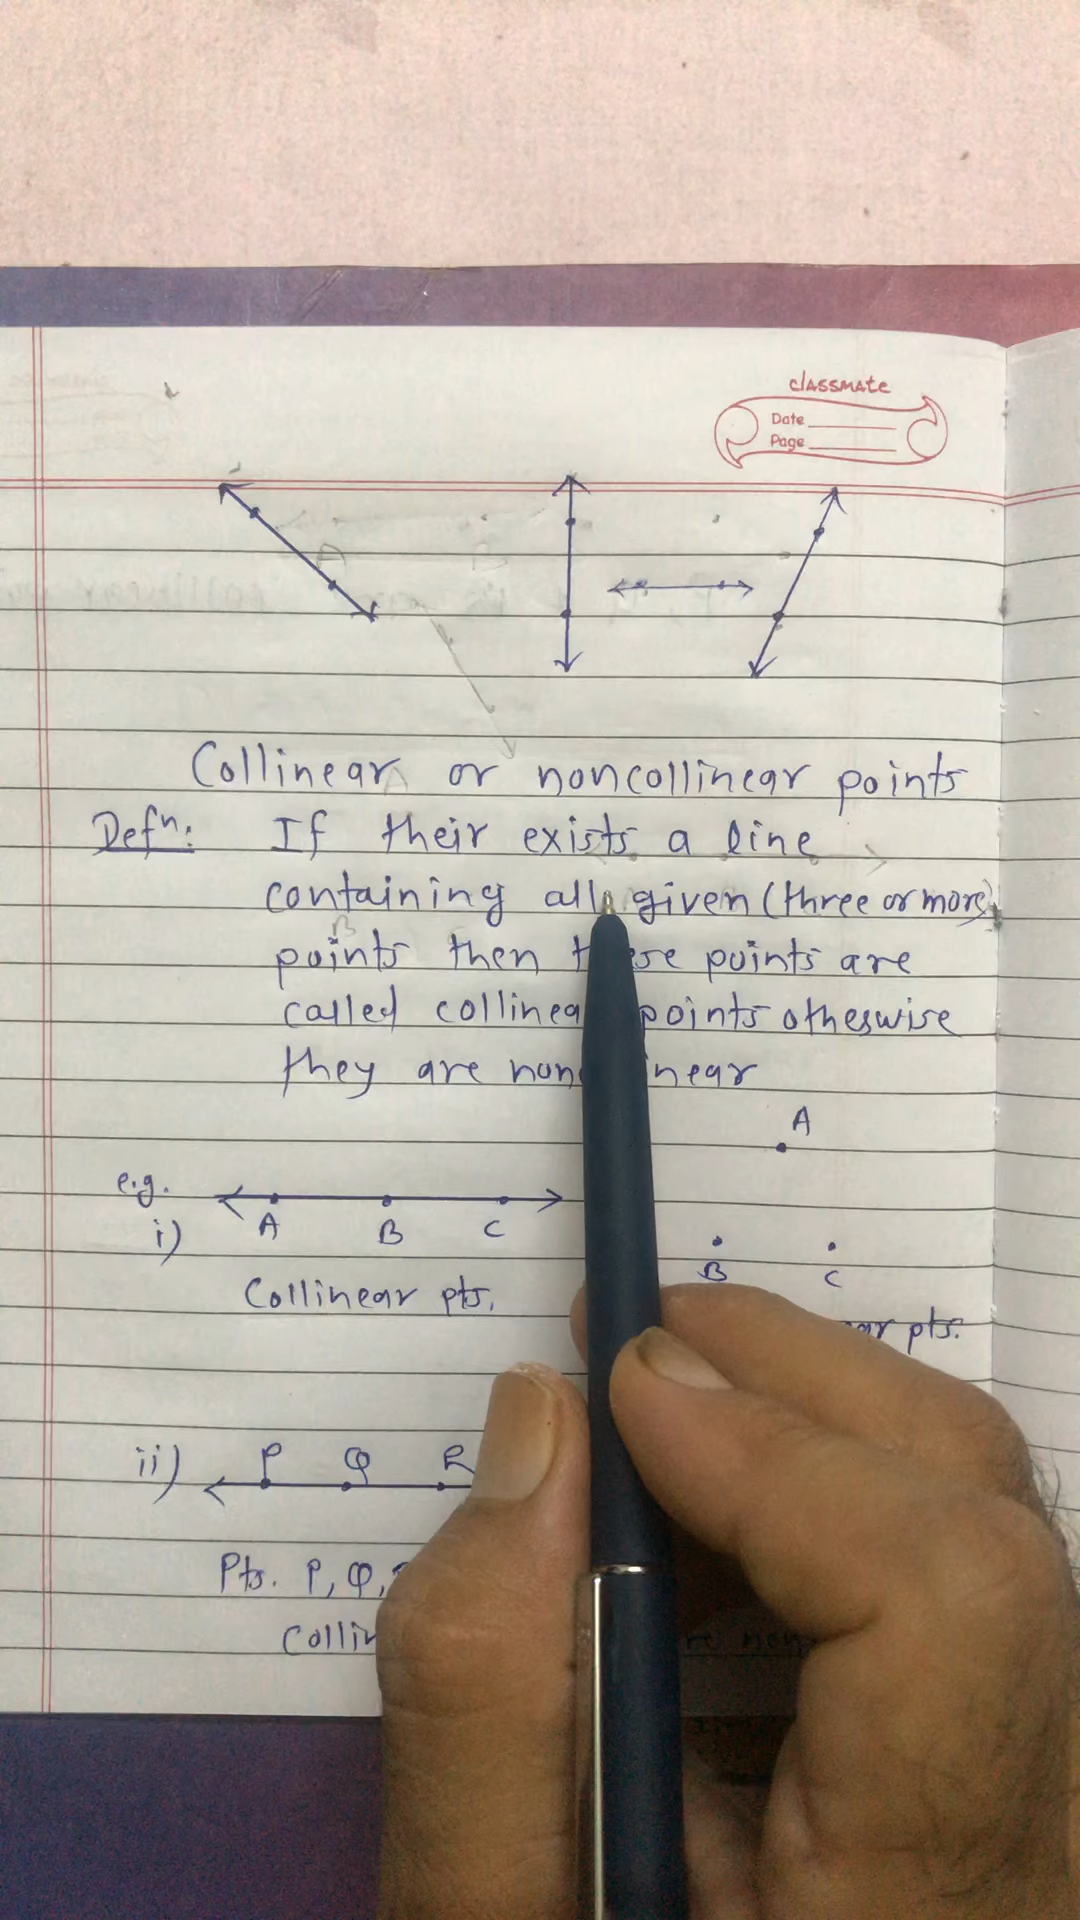 classmate
Date
Page
Collinear or noncollinear points
Defn: If their exists a line
containing all given (three or more)
points then points are
called points otherwise
they are
A
e.g.
i)
A B C
B C
Collinear pts.
pts.
ii) P Q R
Pts. P, Q,